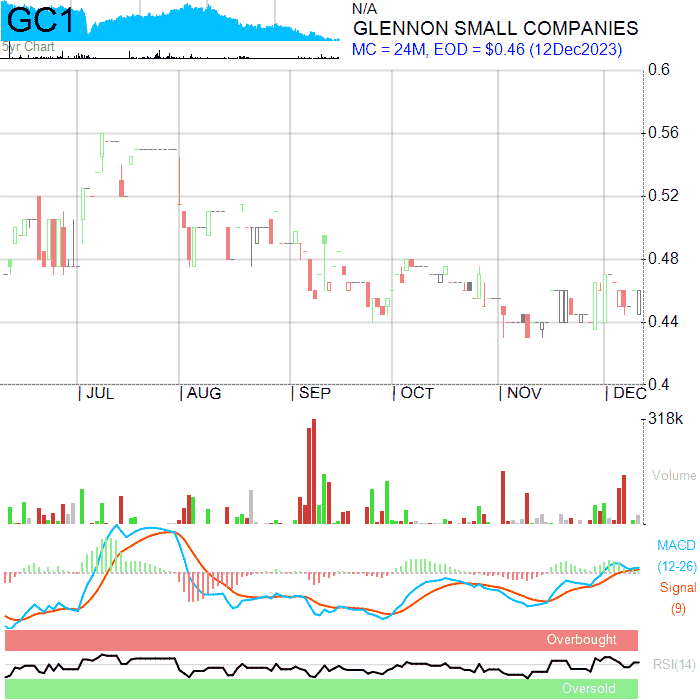 GC1
5yr Chart
N/A
GLENNON SMALL COMPANIES
MC = 24M, EOD = $0.46 (12Dec2023)
0.6
0.56
0.52
0.48
0.44
0.4
JUL AUG SEP OCT NOV DEC
318k
Volume
MACD
(12-26)
Signal
(9)
Overbought
RSI(14)
Oversold